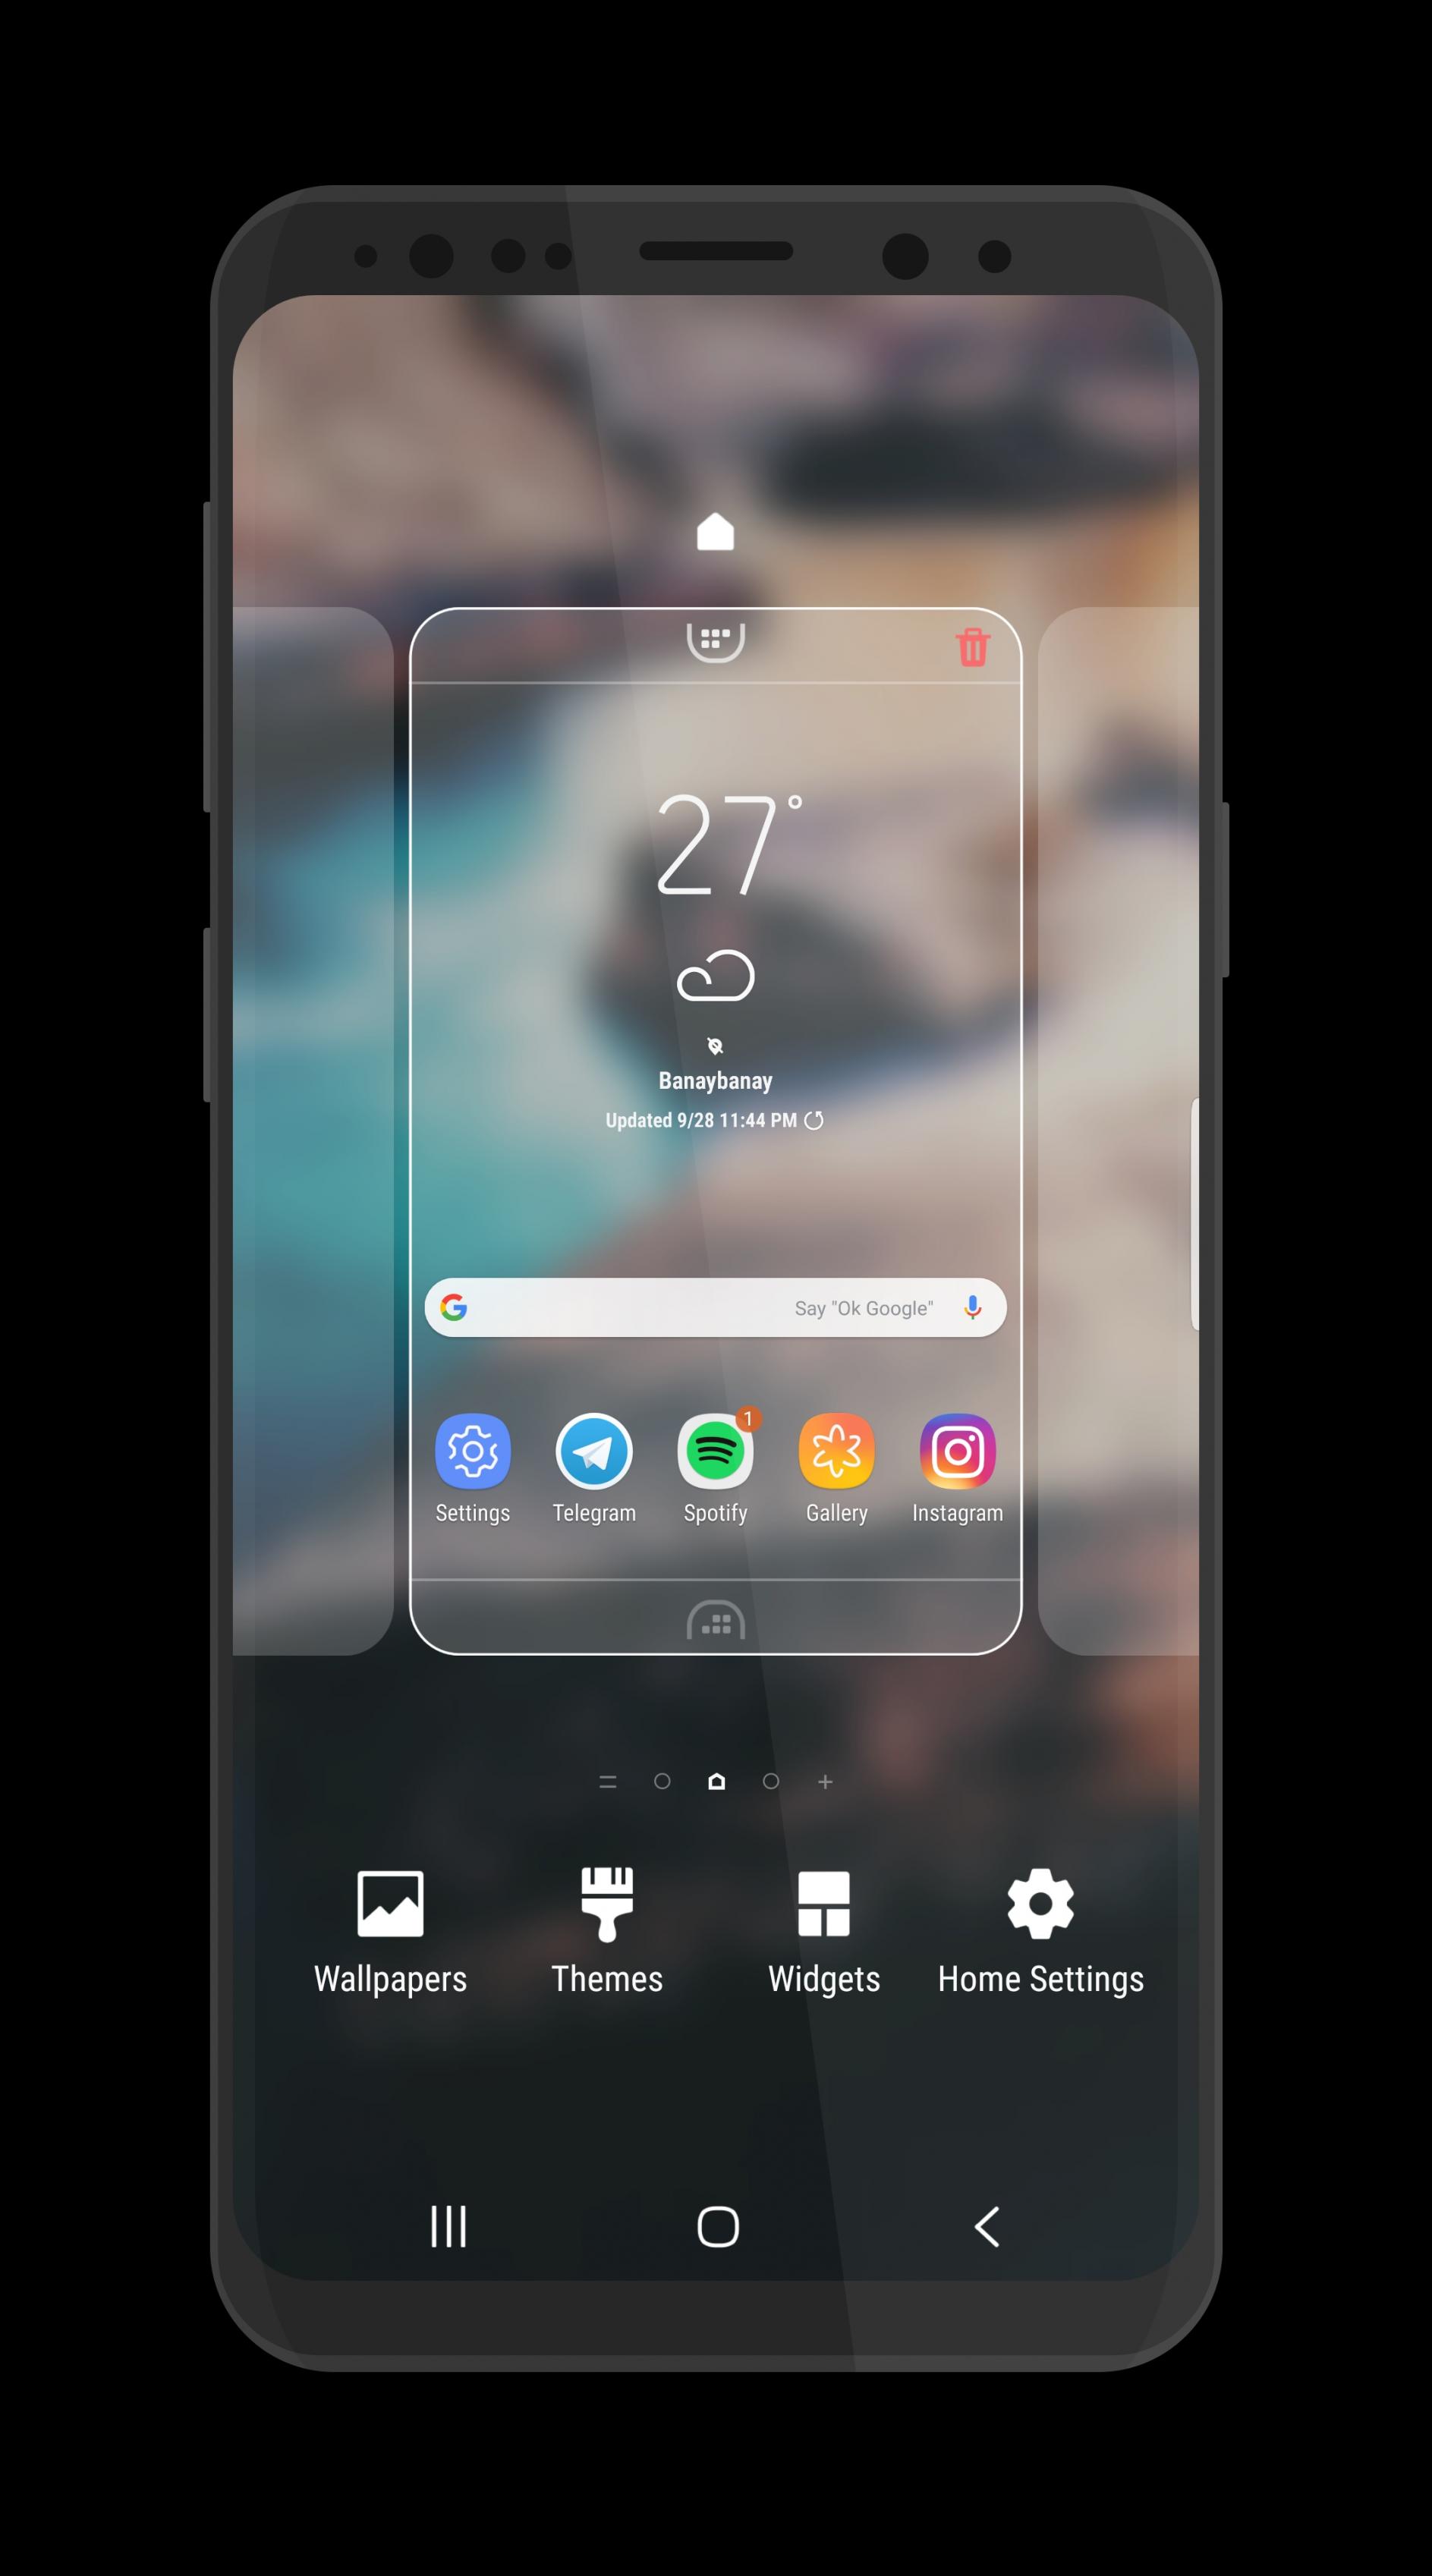 27°
Banaybanay
Updated 9/28 11:44 PM
Say "Ok Google"
1
Settings Telegram Spotify Gallery Instagram
Wallpapers Themes Widgets Home Settings